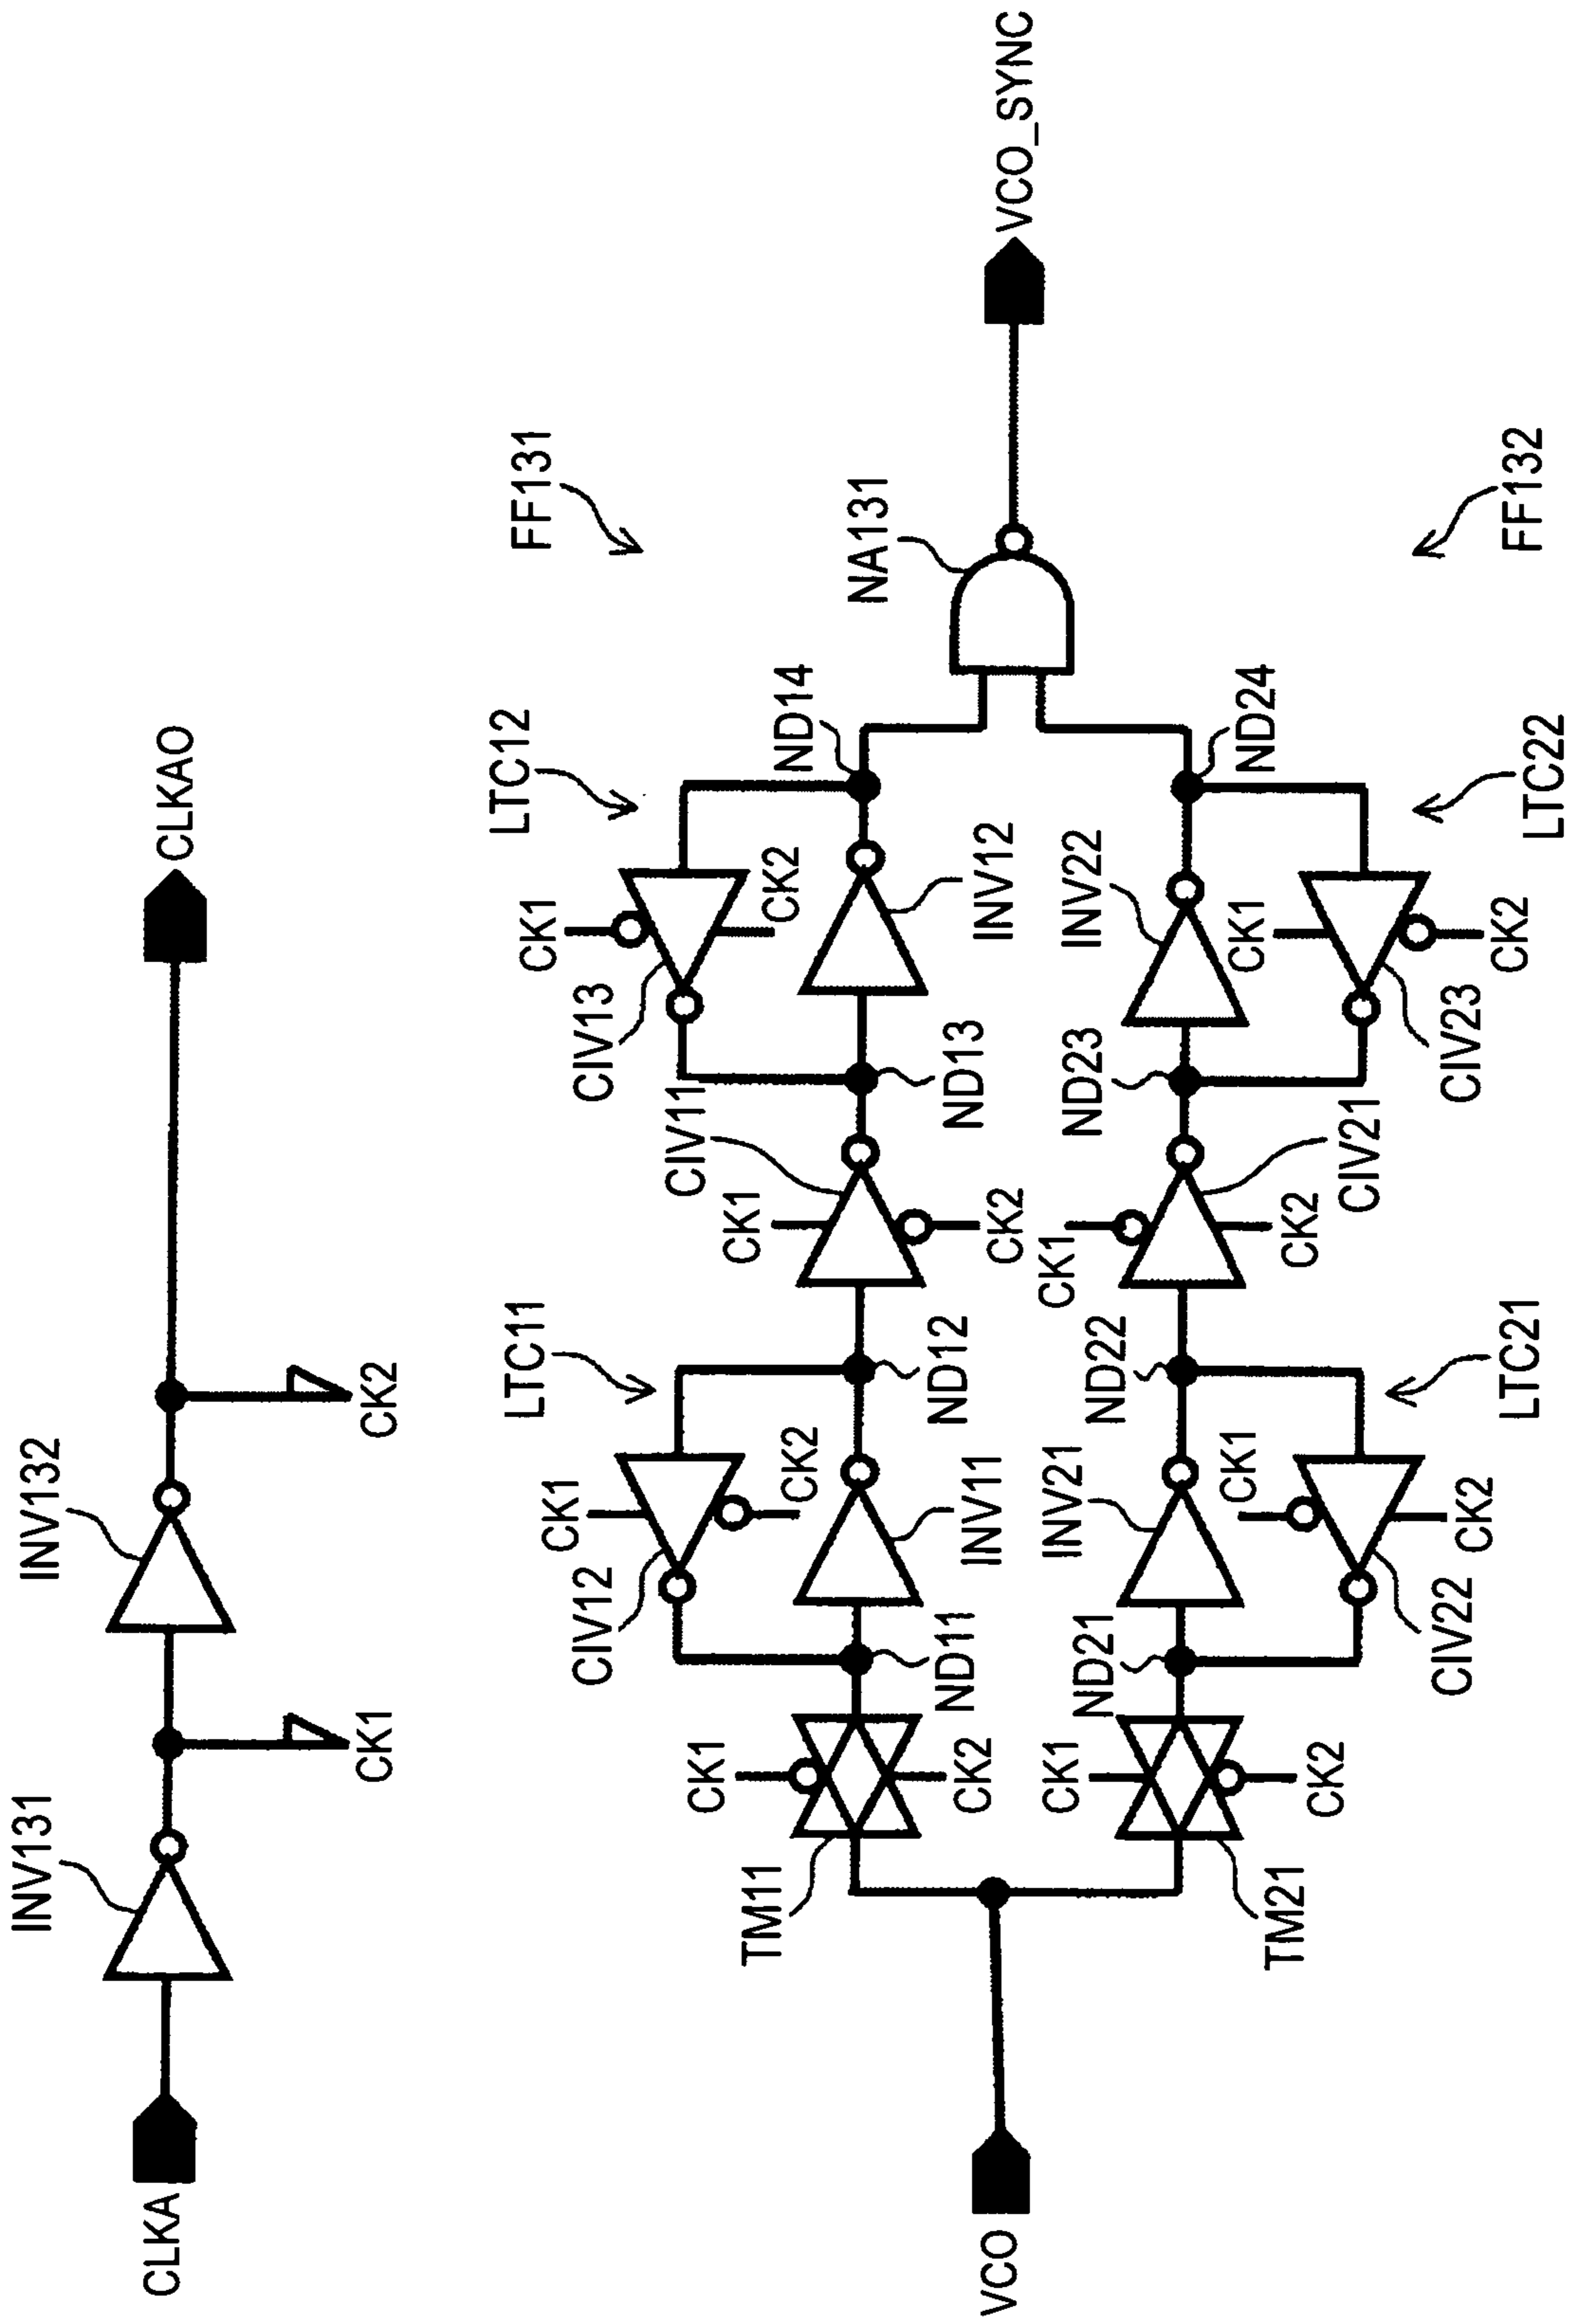 CLKA
INV131
CK1
INV132
CK2
CLKAO
FF131
LTC11
LTC12
CK1
CIV12
CK2
CK1
CIV13
CK2
CK1
TM11
CK2
ND11
INV11
ND12
CK1
CIV11
CK2
ND13
INV12
ND14
NA131
VCO
VCO_SYNC
CK1
TM21
CK2
ND21
INV21
ND22
CK1
CIV21
CK2
ND23
INV22
ND24
CK1
CIV22
CK2
CK1
CIV23
CK2
LTC21
LTC22
FF132